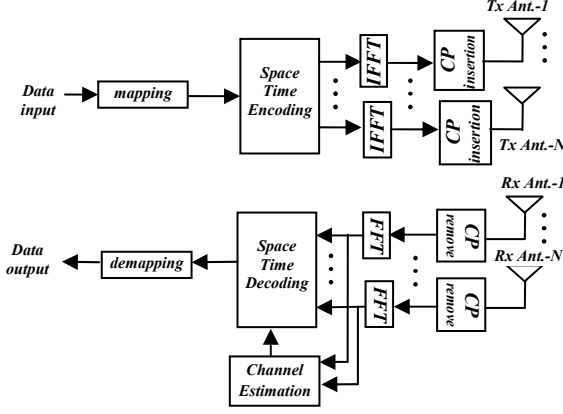 Tx Ant.-1
Data
input
mapping
Space
Time
Encoding
IFFT
CP
insertion
IFFT
CP
insertion
Tx Ant.-N
Rx Ant.-1
Data
output
demapping
Space
Time
Decoding
FFT
CP
remove
Rx Ant.-N
FFT
CP
remove
Channel
Estimation